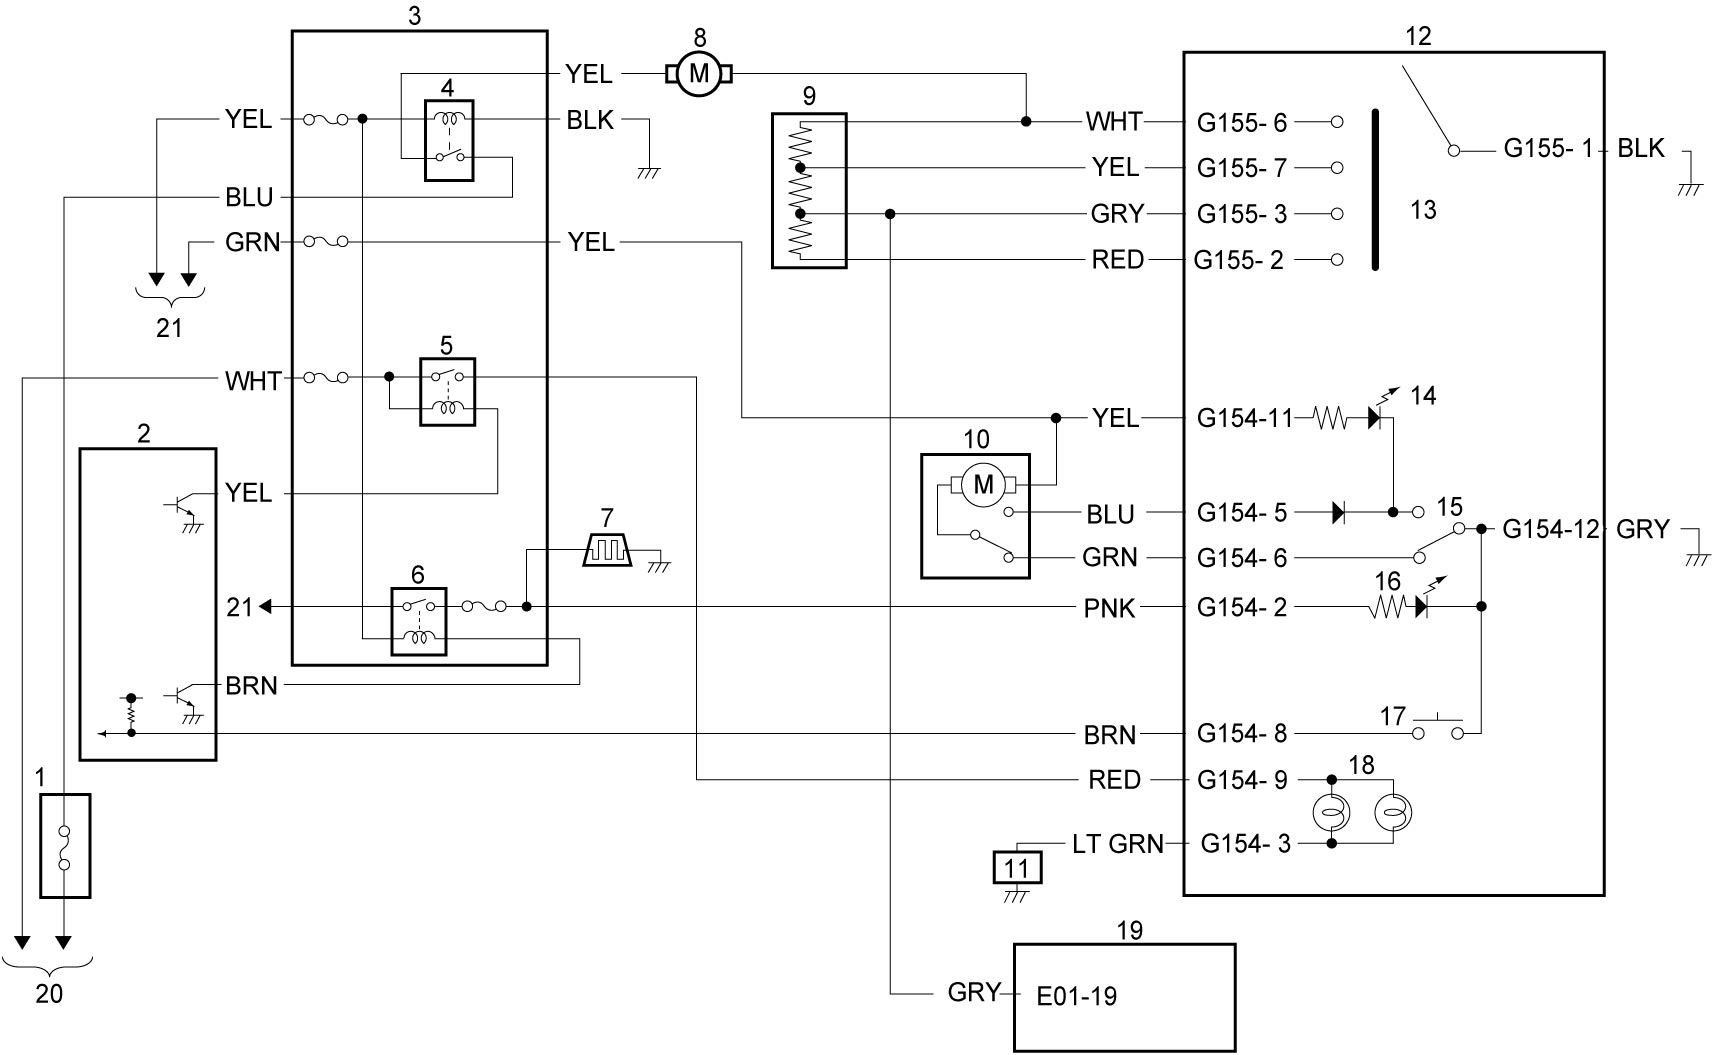 3
8
12
YEL
M
4
9
YEL
BLK
WHT
G155- 6
G155- 1
BLK
YEL
G155- 7
BLU
GRY
G155- 3
13
GRN
YEL
RED
G155- 2
21
5
WHT
14
YEL
G154-11
2
10
M
YEL
BLU
G154- 5
15
7
G154-12
GRY
GRN
G154- 6
6
16
21
PNK
G154- 2
BRN
17
BRN
G154- 8
1
18
RED
G154- 9
LT GRN
G154- 3
11
19
20
GRY
E01-19